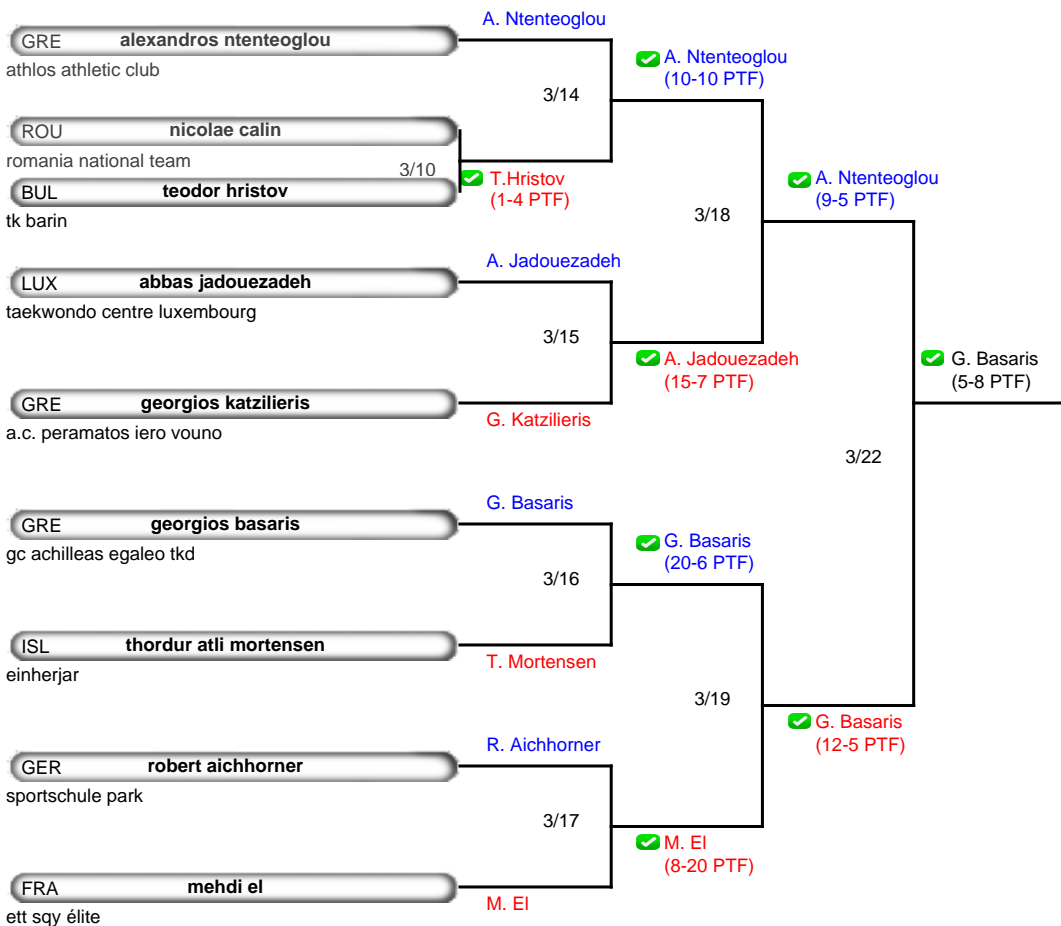 A. Ntenteoglou
GRE alexandros ntenteoglou
athlos athletic club
A. Ntenteoglou
(10-10 PTF)
3/14
ROU nicolae calin
romania national team
3/10
T.Hristov
(1-4 PTF)
BUL teodor hristov
tk barin
A. Ntenteoglou
(9-5 PTF)
3/18
A. Jadouezadeh
LUX abbas jadouezadeh
taekwondo centre luxembourg
3/15
A. Jadouezadeh
(15-7 PTF)
G. Basaris
(5-8 PTF)
GRE georgios katzilieris
G. Katzilieris
a.c. peramatos iero vouno
3/22
G. Basaris
GRE georgios basaris
gc achilleas egaleo tkd
G. Basaris
(20-6 PTF)
3/16
ISL thordur atli mortensen
T. Mortensen
einherjar
3/19
G. Basaris
(12-5 PTF)
R. Aichhorner
GER robert aichhorner
sportschule park
3/17
M. El
(8-20 PTF)
FRA mehdi el
M. El
ett sqy élite